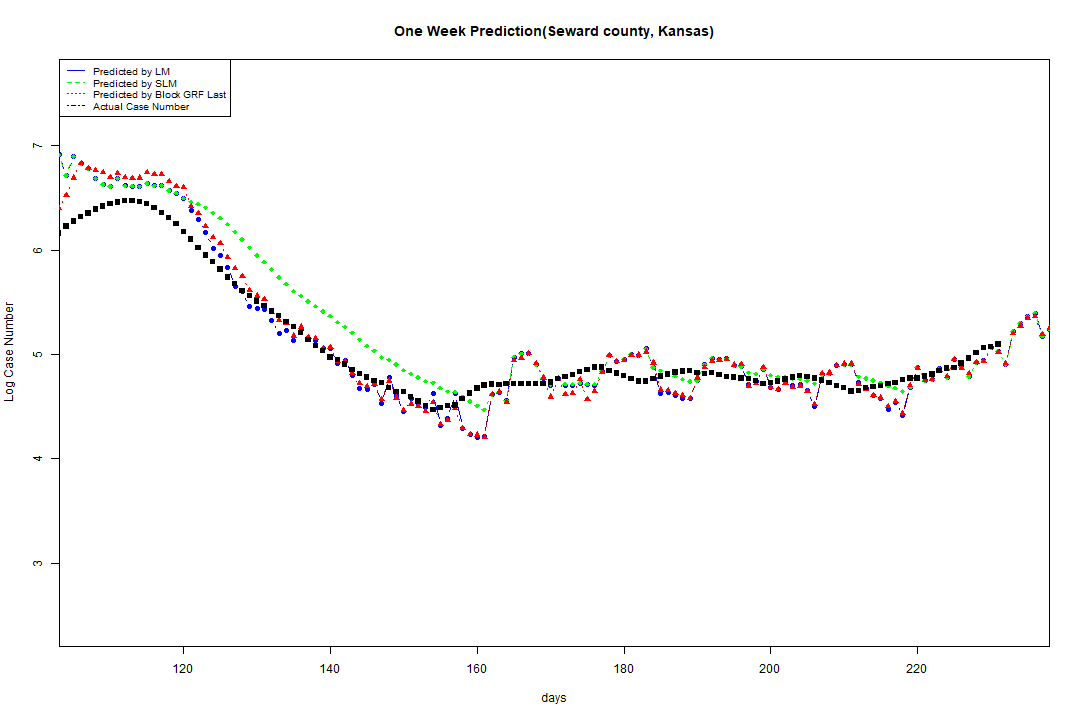 One Week Prediction(Seward county, Kansas)
Predicted by LM
Predicted by SLM
Predicted by Block GRF Last
Actual Case Number
7
6
5
4
3
Log Case Number
120 140 160 180 200 220
days